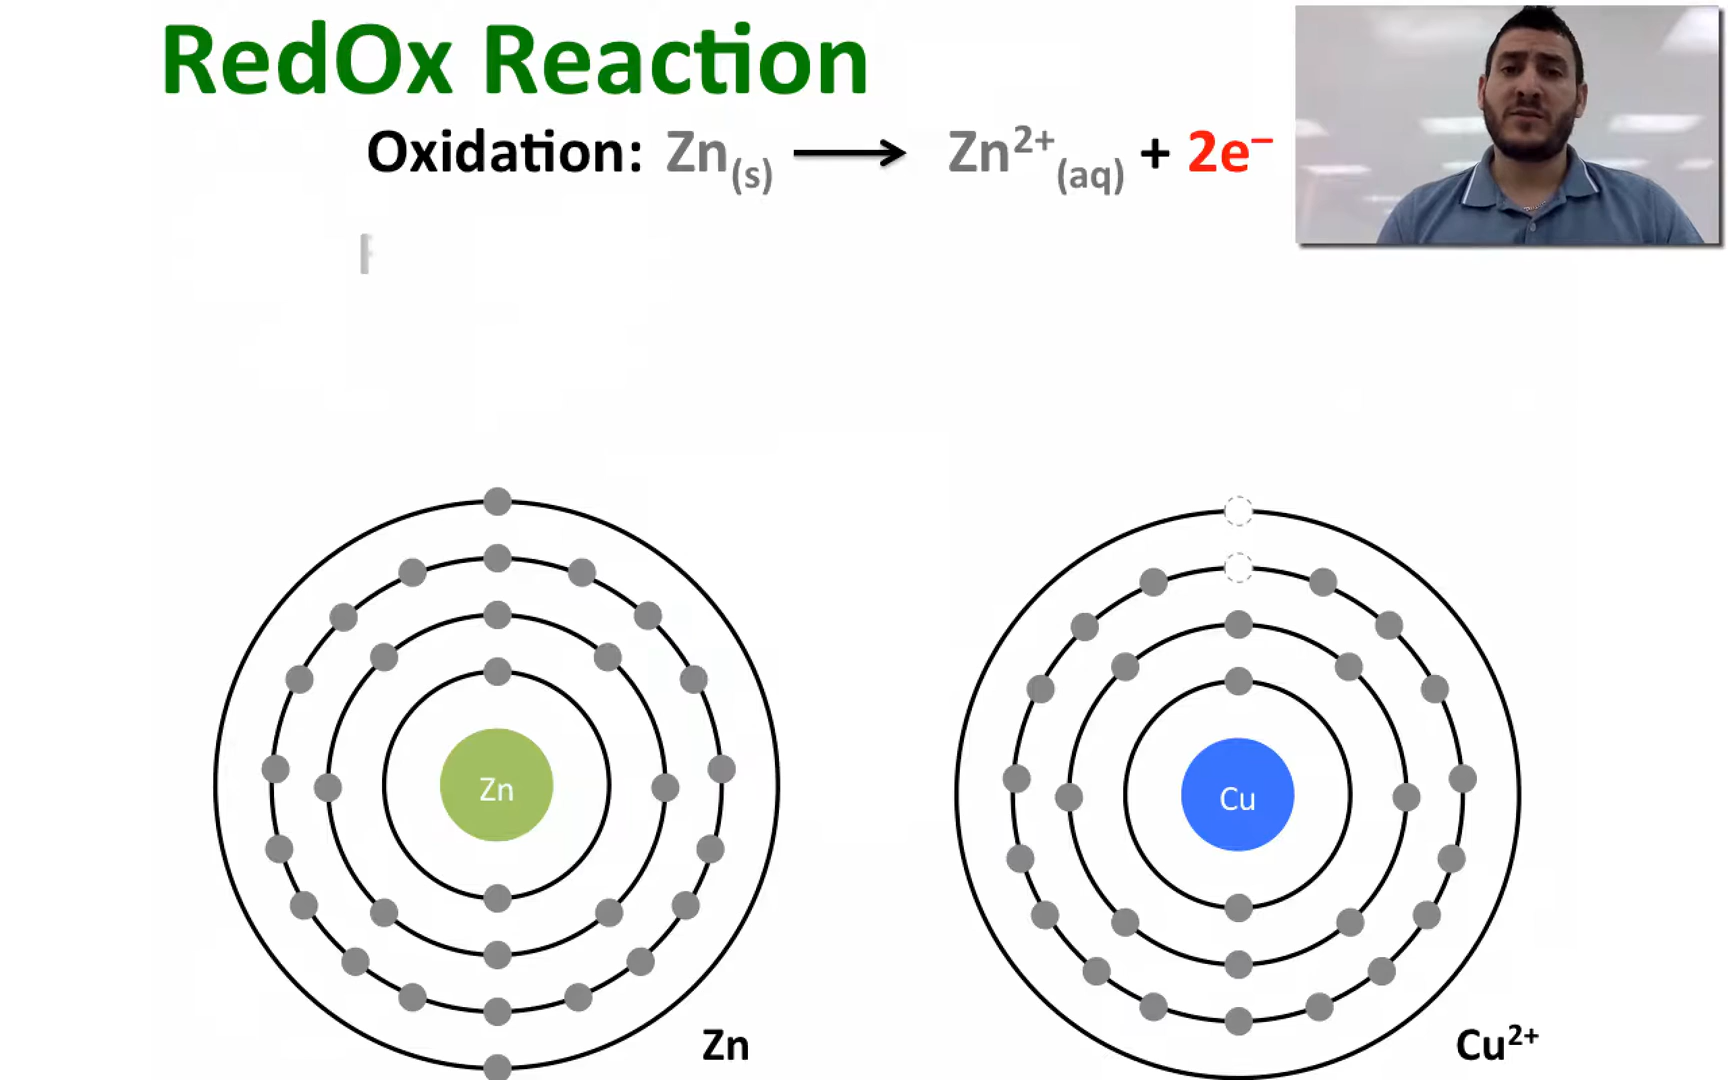 RedOx Reaction
Oxidation: Zn(s) ⟶ Zn²⁺(aq) + 2e⁻
Zn
Cu
Zn
Cu²⁺